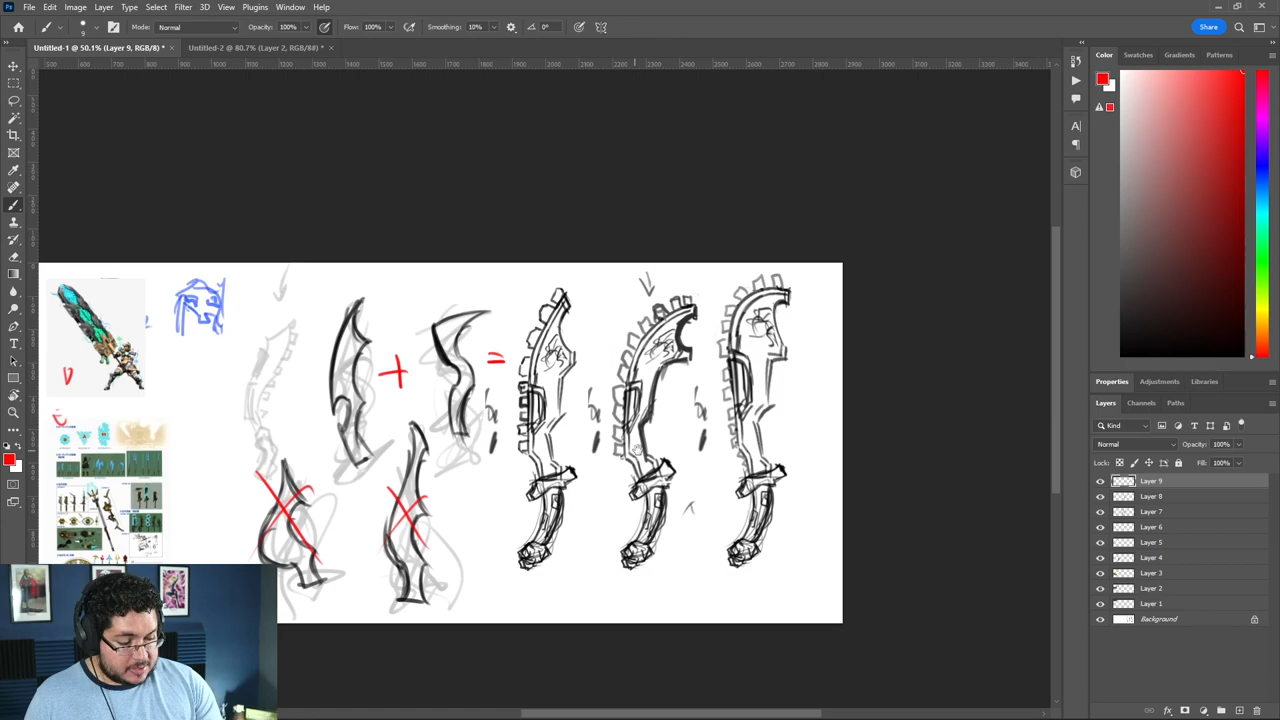 File Edit Image Layer Type Select Filter 3D View Plugins Window Help
Mode: Normal Opacity: 100% Flow: 100% Smoothing: 10% 0° Share
Untitled-1 @ 50.1% (Layer 9, RGB/8) * × Untitled-2 @ 80.7% (Layer 2, RGB/8#) * ×
Color Swatches Gradients Patterns
+ =
Properties Adjustments Libraries
Layers Channels Paths
Kind
Normal Opacity: 100%
Lock: Fill: 100%
Layer 9
Layer 8
Layer 7
Layer 6
Layer 5
Layer 4
Layer 3
Layer 2
Layer 1
Background